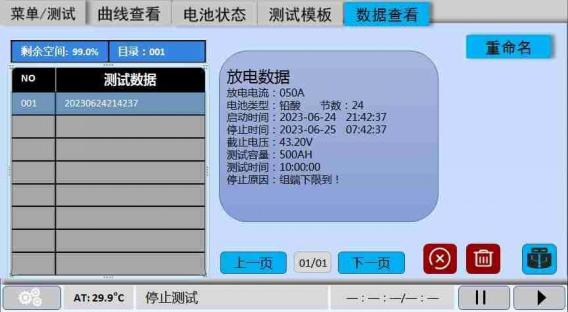 菜单/测试 曲线查看 电池状态 测试模板 数据查看
剩余空间: 99.0% 目录：001
重命名
NO 测试数据
001 20230624214237
放电数据
放电电流：050A
电池类型：铅酸 节数：24
启动时间：2023-06-24 21:42:37
停止时间：2023-06-25 07:42:37
截止电压：43.20V
测试容量：500AH
测试时间：10:00:00
停止原因：组端下限到！
上一页 01/01 下一页
AT: 29.9°C 停止测试 —：—：—/—：—